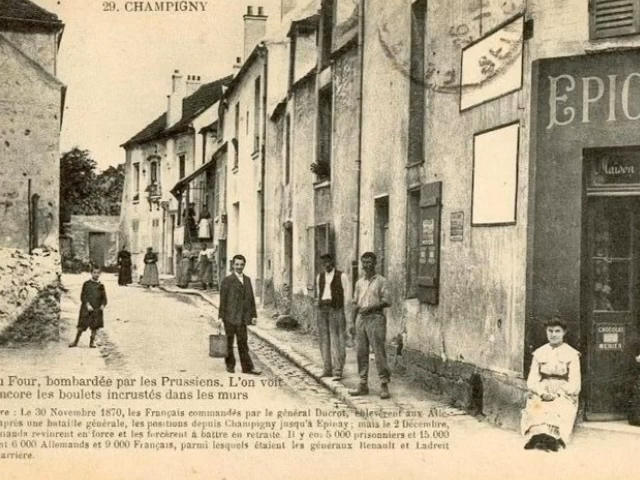 29. CHAMPIGNY
EPIC
Maison
CHOCOLAT
MENIER
u Four, bombardée par les Prussiens. L'on voit
ncore les boulets incrustés dans les murs
re : Le 30 Novembre 1870, les Français commandés par le général Ducrot, enlevèrent aux Alle-
après une bataille générale, les positions depuis Champigny jusqu'à Epinay; mais le 2 Décembre,
mands revinrent en force et les forcèrent à battre en retraite. Il y eut 5 000 prisonniers et 15 000
nt 6 000 Allemands et 9 000 Français, parmi lesquels étaient les généraux Renault et Ladreit
arrière.